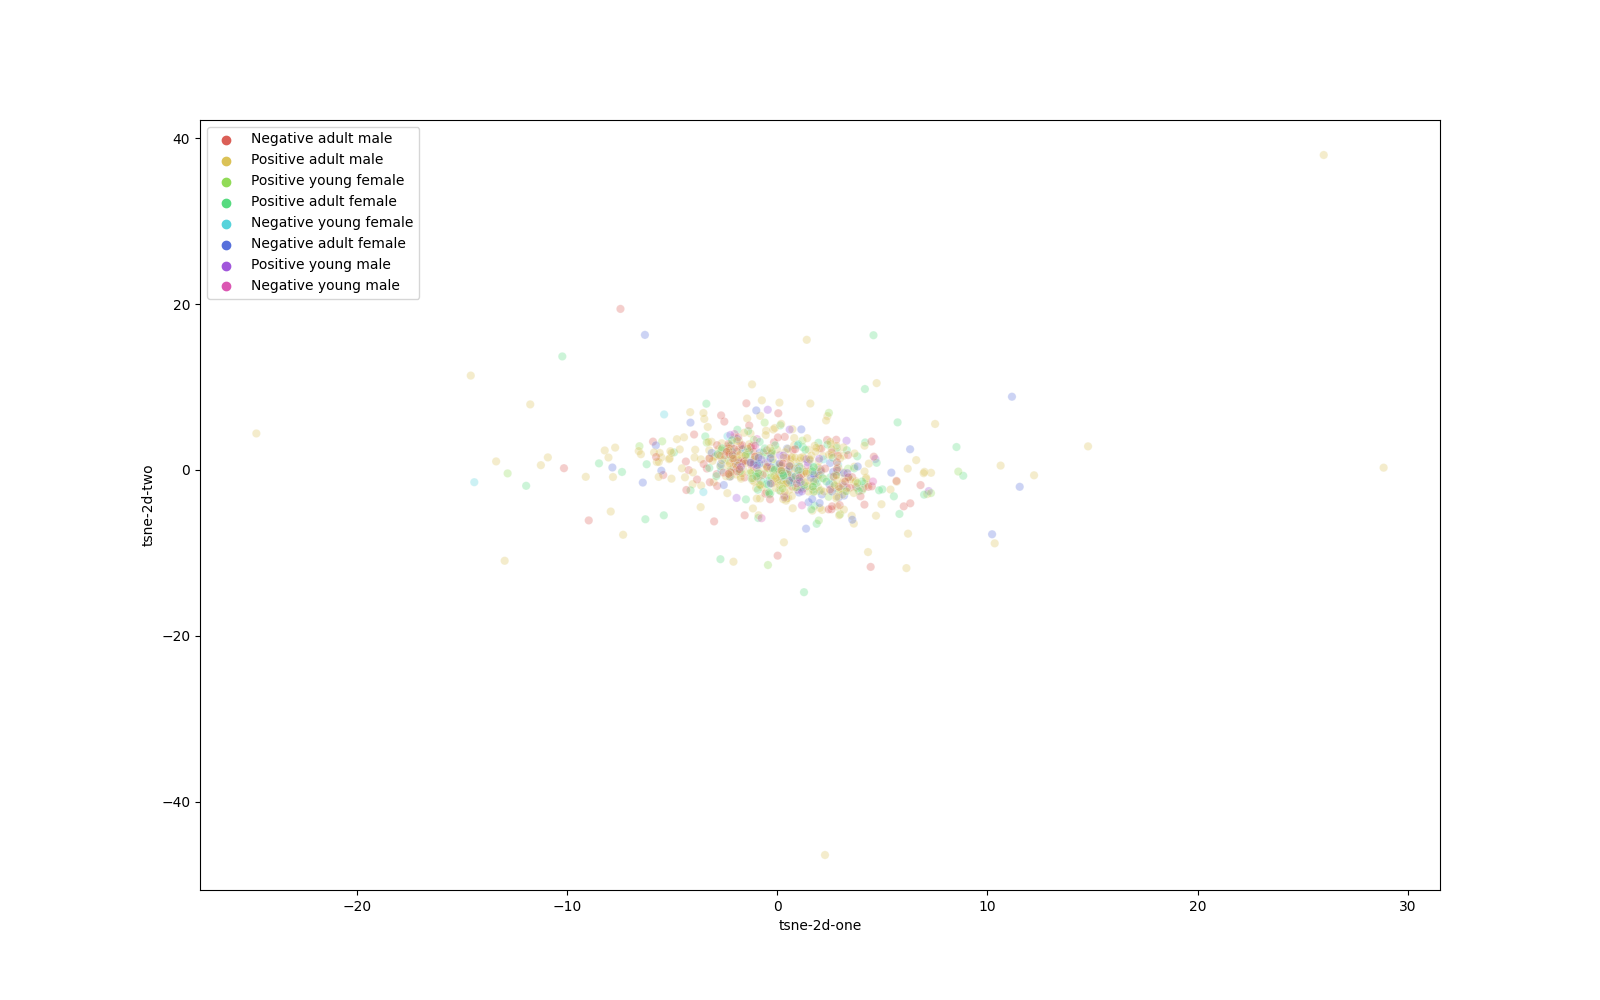 Negative adult male
Positive adult male
Positive young female
Positive adult female
Negative young female
Negative adult female
Positive young male
Negative young male
40
20
0
−20
−40
tsne-2d-two
−20 −10 0 10 20 30
tsne-2d-one